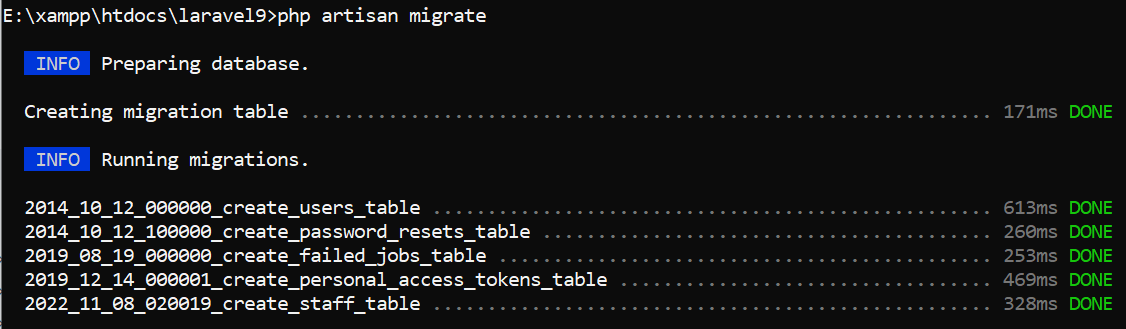 E:\xampp\htdocs\laravel9>php artisan migrate
INFO Preparing database.
Creating migration table ............................................................... 171ms DONE
INFO Running migrations.
2014_10_12_000000_create_users_table ................................................... 613ms DONE
2014_10_12_100000_create_password_resets_table ......................................... 260ms DONE
2019_08_19_000000_create_failed_jobs_table ............................................. 253ms DONE
2019_12_14_000001_create_personal_access_tokens_table .................................. 469ms DONE
2022_11_08_020019_create_staff_table ................................................... 328ms DONE